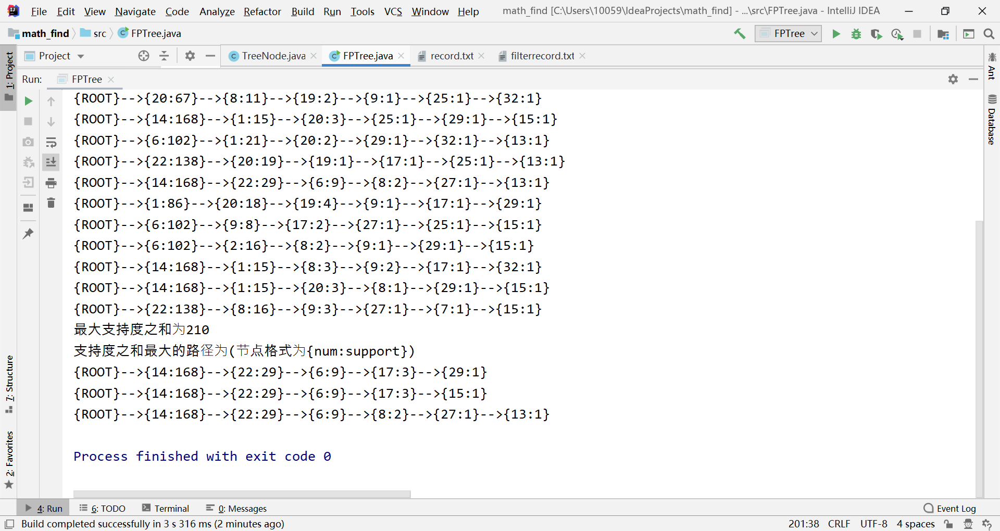 File Edit View Navigate Code Analyze Refactor Build Run Tools VCS Window Help math_find [C:\Users\10059\IdeaProjects\math_find] - ...\src\FPTree.java - IntelliJ IDEA
math_find src FPTree.java FPTree
1: Project
Project TreeNode.java FPTree.java record.txt filterrecord.txt
Ant
Run: FPTree
Database
{ROOT}-->{20:67}-->{8:11}-->{19:2}-->{9:1}-->{25:1}-->{32:1}
{ROOT}-->{14:168}-->{1:15}-->{20:3}-->{25:1}-->{29:1}-->{15:1}
{ROOT}-->{6:102}-->{1:21}-->{20:2}-->{29:1}-->{32:1}-->{13:1}
{ROOT}-->{22:138}-->{20:19}-->{19:1}-->{17:1}-->{25:1}-->{13:1}
{ROOT}-->{14:168}-->{22:29}-->{6:9}-->{8:2}-->{27:1}-->{13:1}
{ROOT}-->{1:86}-->{20:18}-->{19:4}-->{9:1}-->{17:1}-->{29:1}
{ROOT}-->{6:102}-->{9:8}-->{17:2}-->{27:1}-->{25:1}-->{15:1}
{ROOT}-->{6:102}-->{2:16}-->{8:2}-->{9:1}-->{29:1}-->{15:1}
{ROOT}-->{14:168}-->{1:15}-->{8:3}-->{9:2}-->{17:1}-->{32:1}
{ROOT}-->{14:168}-->{1:15}-->{20:3}-->{8:1}-->{29:1}-->{15:1}
{ROOT}-->{22:138}-->{8:16}-->{9:3}-->{27:1}-->{7:1}-->{15:1}
最大支持度之和为210
支持度之和最大的路径为(节点格式为{num:support})
{ROOT}-->{14:168}-->{22:29}-->{6:9}-->{17:3}-->{29:1}
{ROOT}-->{14:168}-->{22:29}-->{6:9}-->{17:3}-->{15:1}
{ROOT}-->{14:168}-->{22:29}-->{6:9}-->{8:2}-->{27:1}-->{13:1}
Process finished with exit code 0
7: Structure
2: Favorites
4: Run 6: TODO Terminal 0: Messages Event Log
Build completed successfully in 3 s 316 ms (2 minutes ago) 201:38 CRLF UTF-8 4 spaces